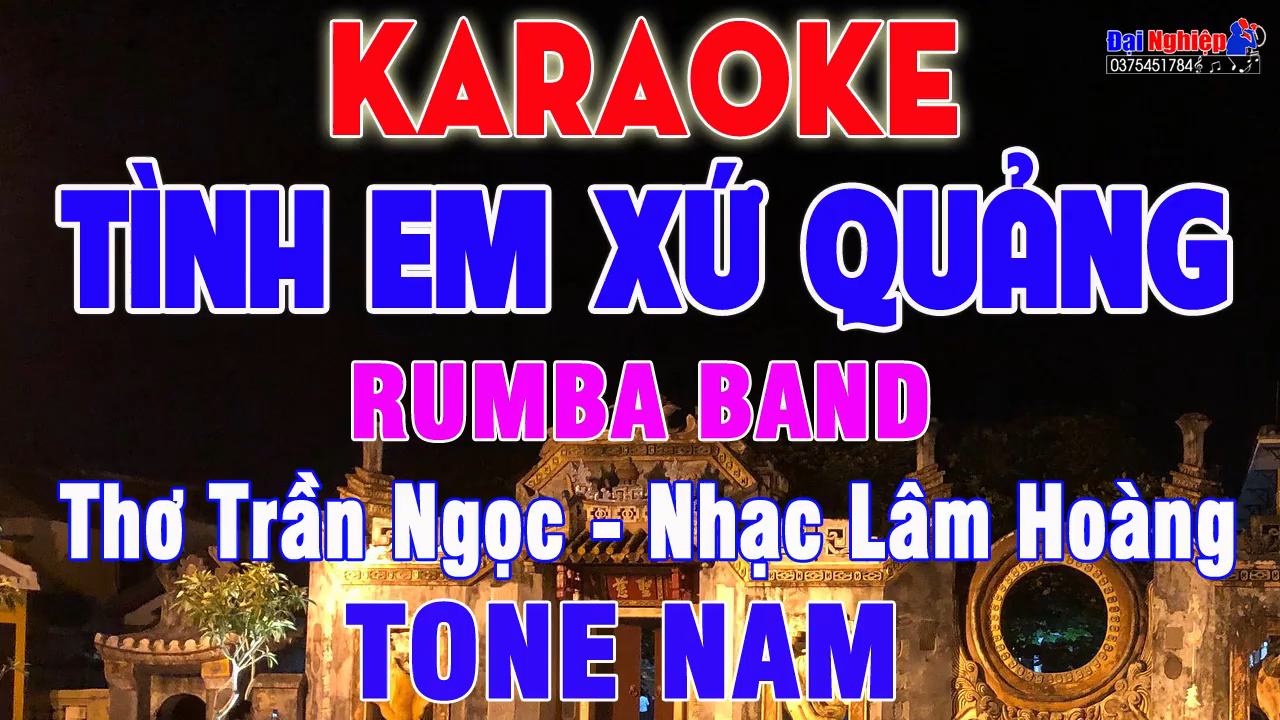 KARAOKE
Đại Nghiệp
0375451784
TÌNH EM XỨ QUẢNG
RUMBA BAND
Thơ Trần Ngọc - Nhạc Lâm Hoàng
TONE NAM